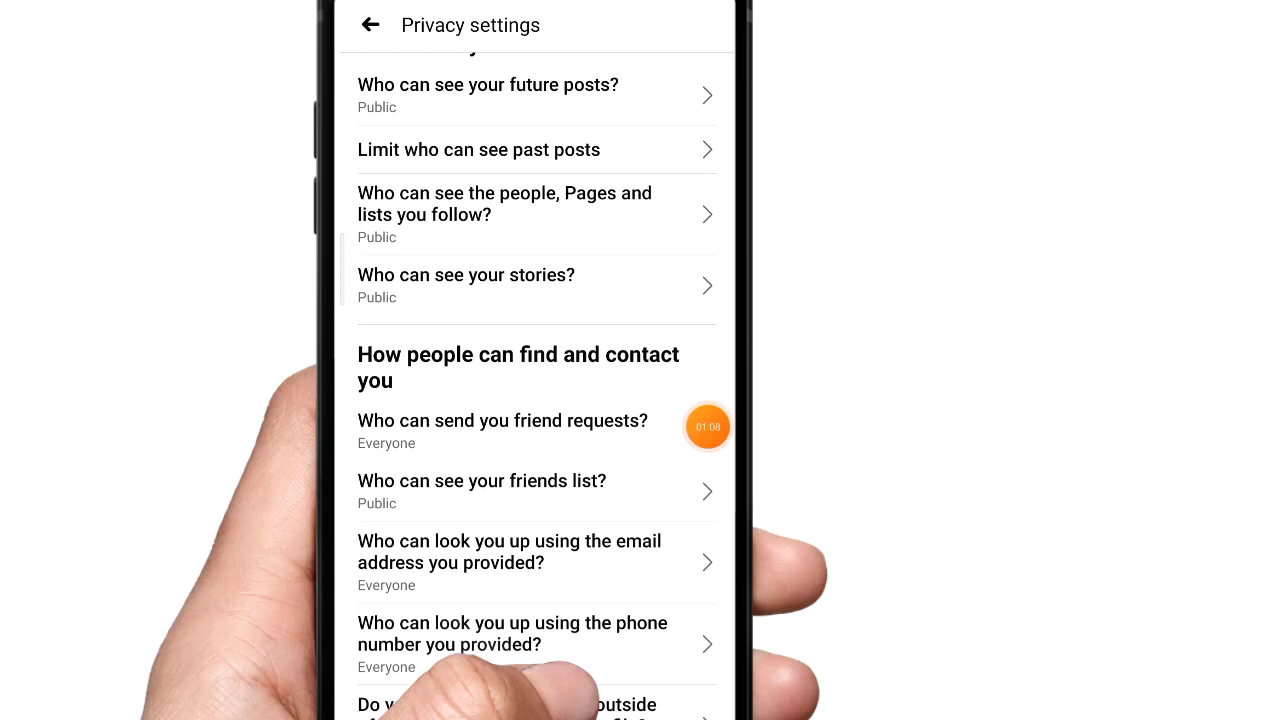 Privacy settings
Who can see your future posts?
Public
Limit who can see past posts
Who can see the people, Pages and
lists you follow?
Public
Who can see your stories?
Public
How people can find and contact
you
Who can send you friend requests?
Everyone
01:08
Who can see your friends list?
Public
Who can look you up using the email
address you provided?
Everyone
Who can look you up using the phone
number you provided?
Everyone
Do outside